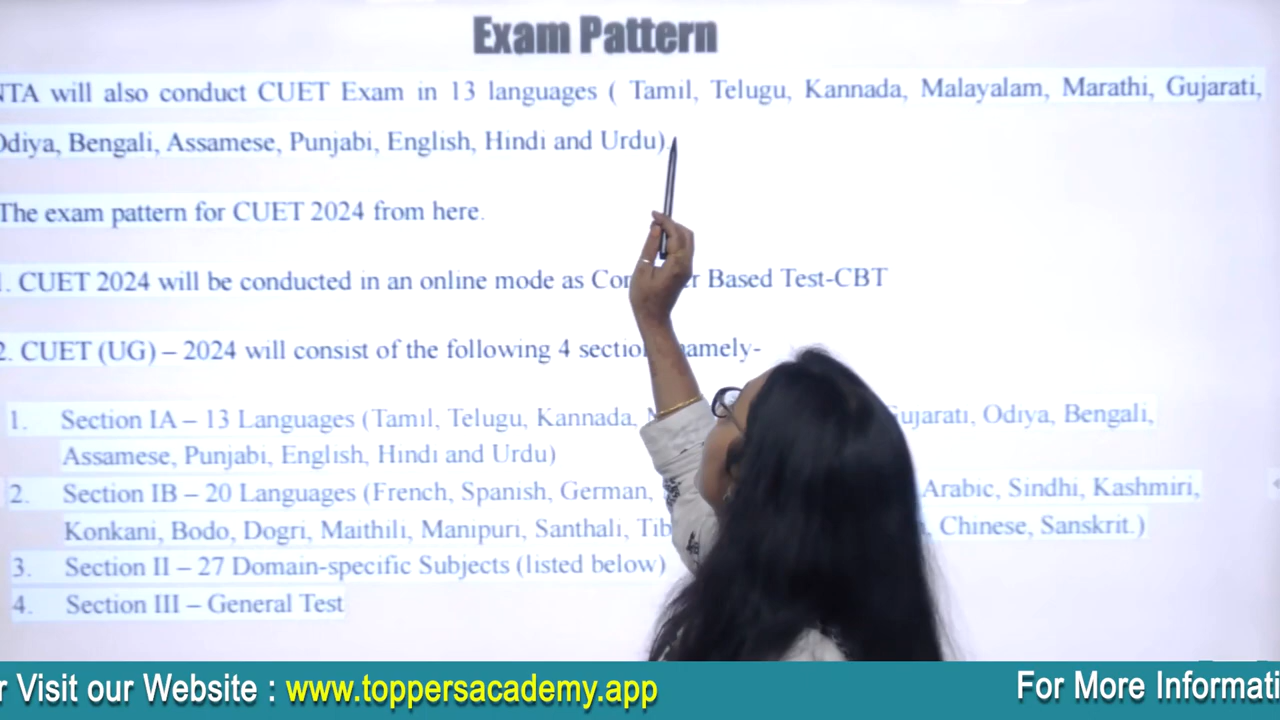 Exam Pattern
NTA will also conduct CUET Exam in 13 languages ( Tamil, Telugu, Kannada, Malayalam, Marathi, Gujarati,
Odiya, Bengali, Assamese, Punjabi, English, Hindi and Urdu)
The exam pattern for CUET 2024 from here.
1. CUET 2024 will be conducted in an online mode as Based Test-CBT
2. CUET (UG) – 2024 will consist of the following 4 namely-
1. Section IA – 13 Languages (Tamil, Telugu, Kannada, Gujarati, Odiya, Bengali,
Assamese, Punjabi, English, Hindi and Urdu)
2. Section IB – 20 Languages (French, Spanish, German, Arabic, Sindhi, Kashmiri,
Konkani, Bodo, Dogri, Maithili, Manipuri, Santhali, Chinese, Sanskrit.)
3. Section II – 27 Domain-specific Subjects (listed below)
4. Section III – General Test
r Visit our Website : www.toppersacademy.app For More Informati